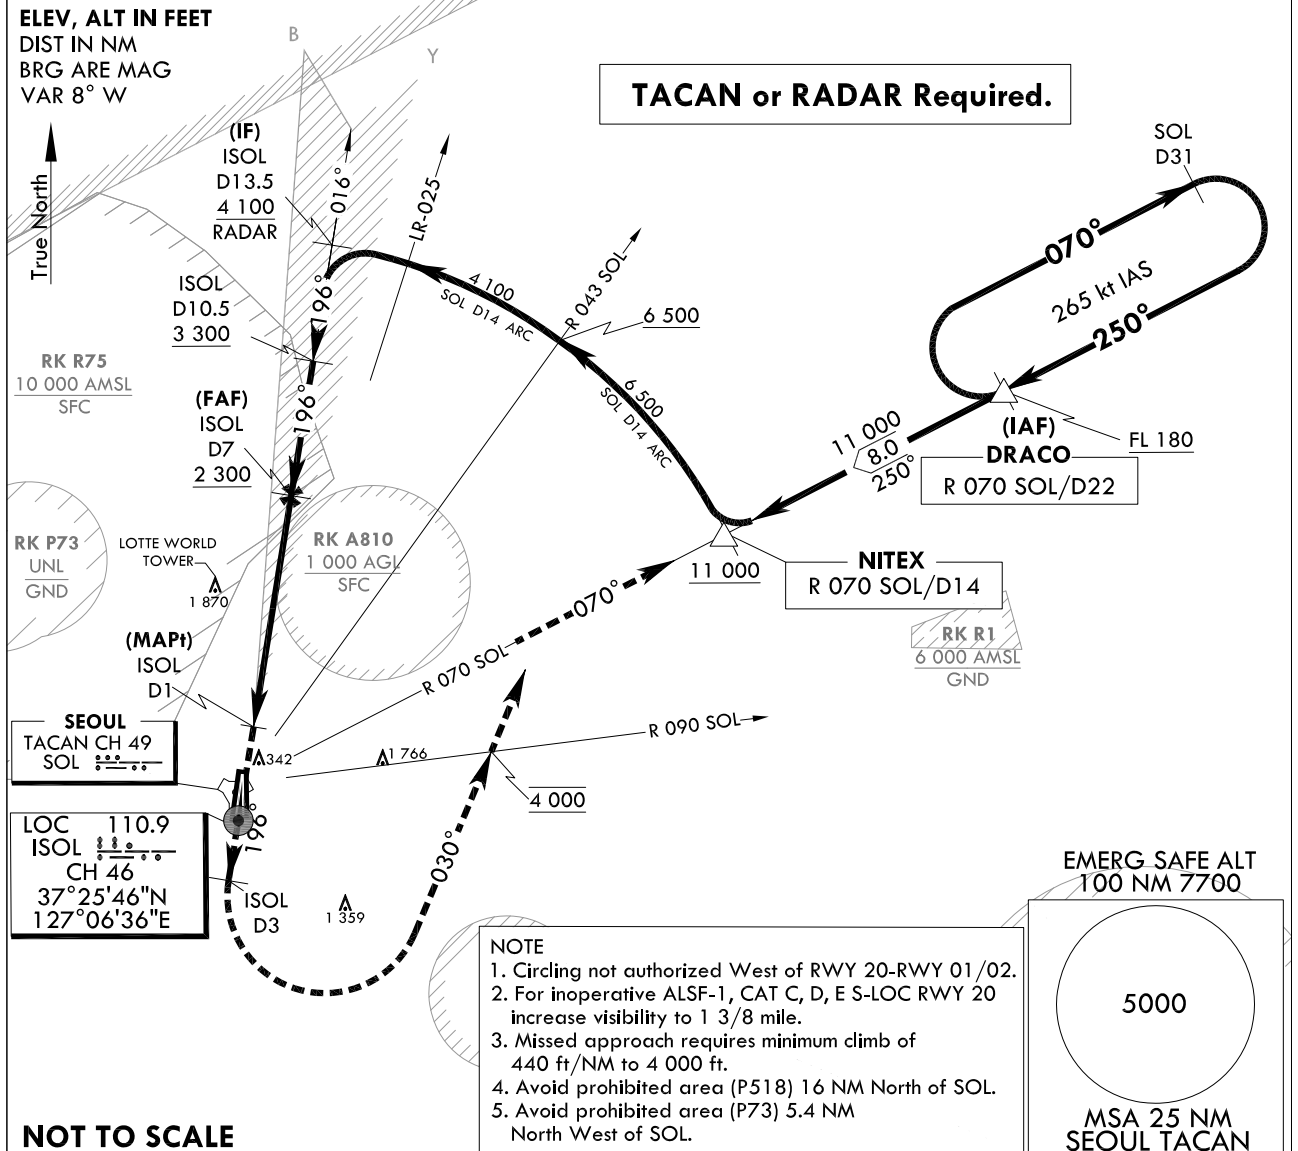 ELEV, ALT IN FEET
DIST IN NM
BRG ARE MAG
VAR 8° W
True North
B
Y
TACAN or RADAR Required.
(IF)
ISOL
D13.5
4 100
RADAR
016°
LR-025
SOL
D31
070°
265 kt IAS
250°
ISOL
D10.5
3 300
196°
4 100
SOL D14 ARC
R 043 SOL
6 500
6 500
SOL D14 ARC
RK R75
10 000 AMSL
SFC
(FAF)
ISOL
D7
2 300
196°
11 000
8.0
250°
(IAF)
DRACO
R 070 SOL/D22
FL 180
RK P73
UNL
GND
LOTTE WORLD
TOWER
1 870
RK A810
1 000 AGL
SFC
11 000
NITEX
R 070 SOL/D14
070°
R 070 SOL
RK R1
6 000 AMSL
GND
(MAPt)
ISOL
D1
SEOUL
TACAN CH 49
SOL
342
1 766
R 090 SOL
4 000
LOC 110.9
ISOL
CH 46
37°25'46"N
127°06'36"E
196°
030°
ISOL
D3
1 359
EMERG SAFE ALT
100 NM 7700
5000
MSA 25 NM
SEOUL TACAN
NOTE
1. Circling not authorized West of RWY 20-RWY 01/02.
2. For inoperative ALSF-1, CAT C, D, E S-LOC RWY 20
increase visibility to 1 3/8 mile.
3. Missed approach requires minimum climb of
440 ft/NM to 4 000 ft.
4. Avoid prohibited area (P518) 16 NM North of SOL.
5. Avoid prohibited area (P73) 5.4 NM
North West of SOL.
NOT TO SCALE